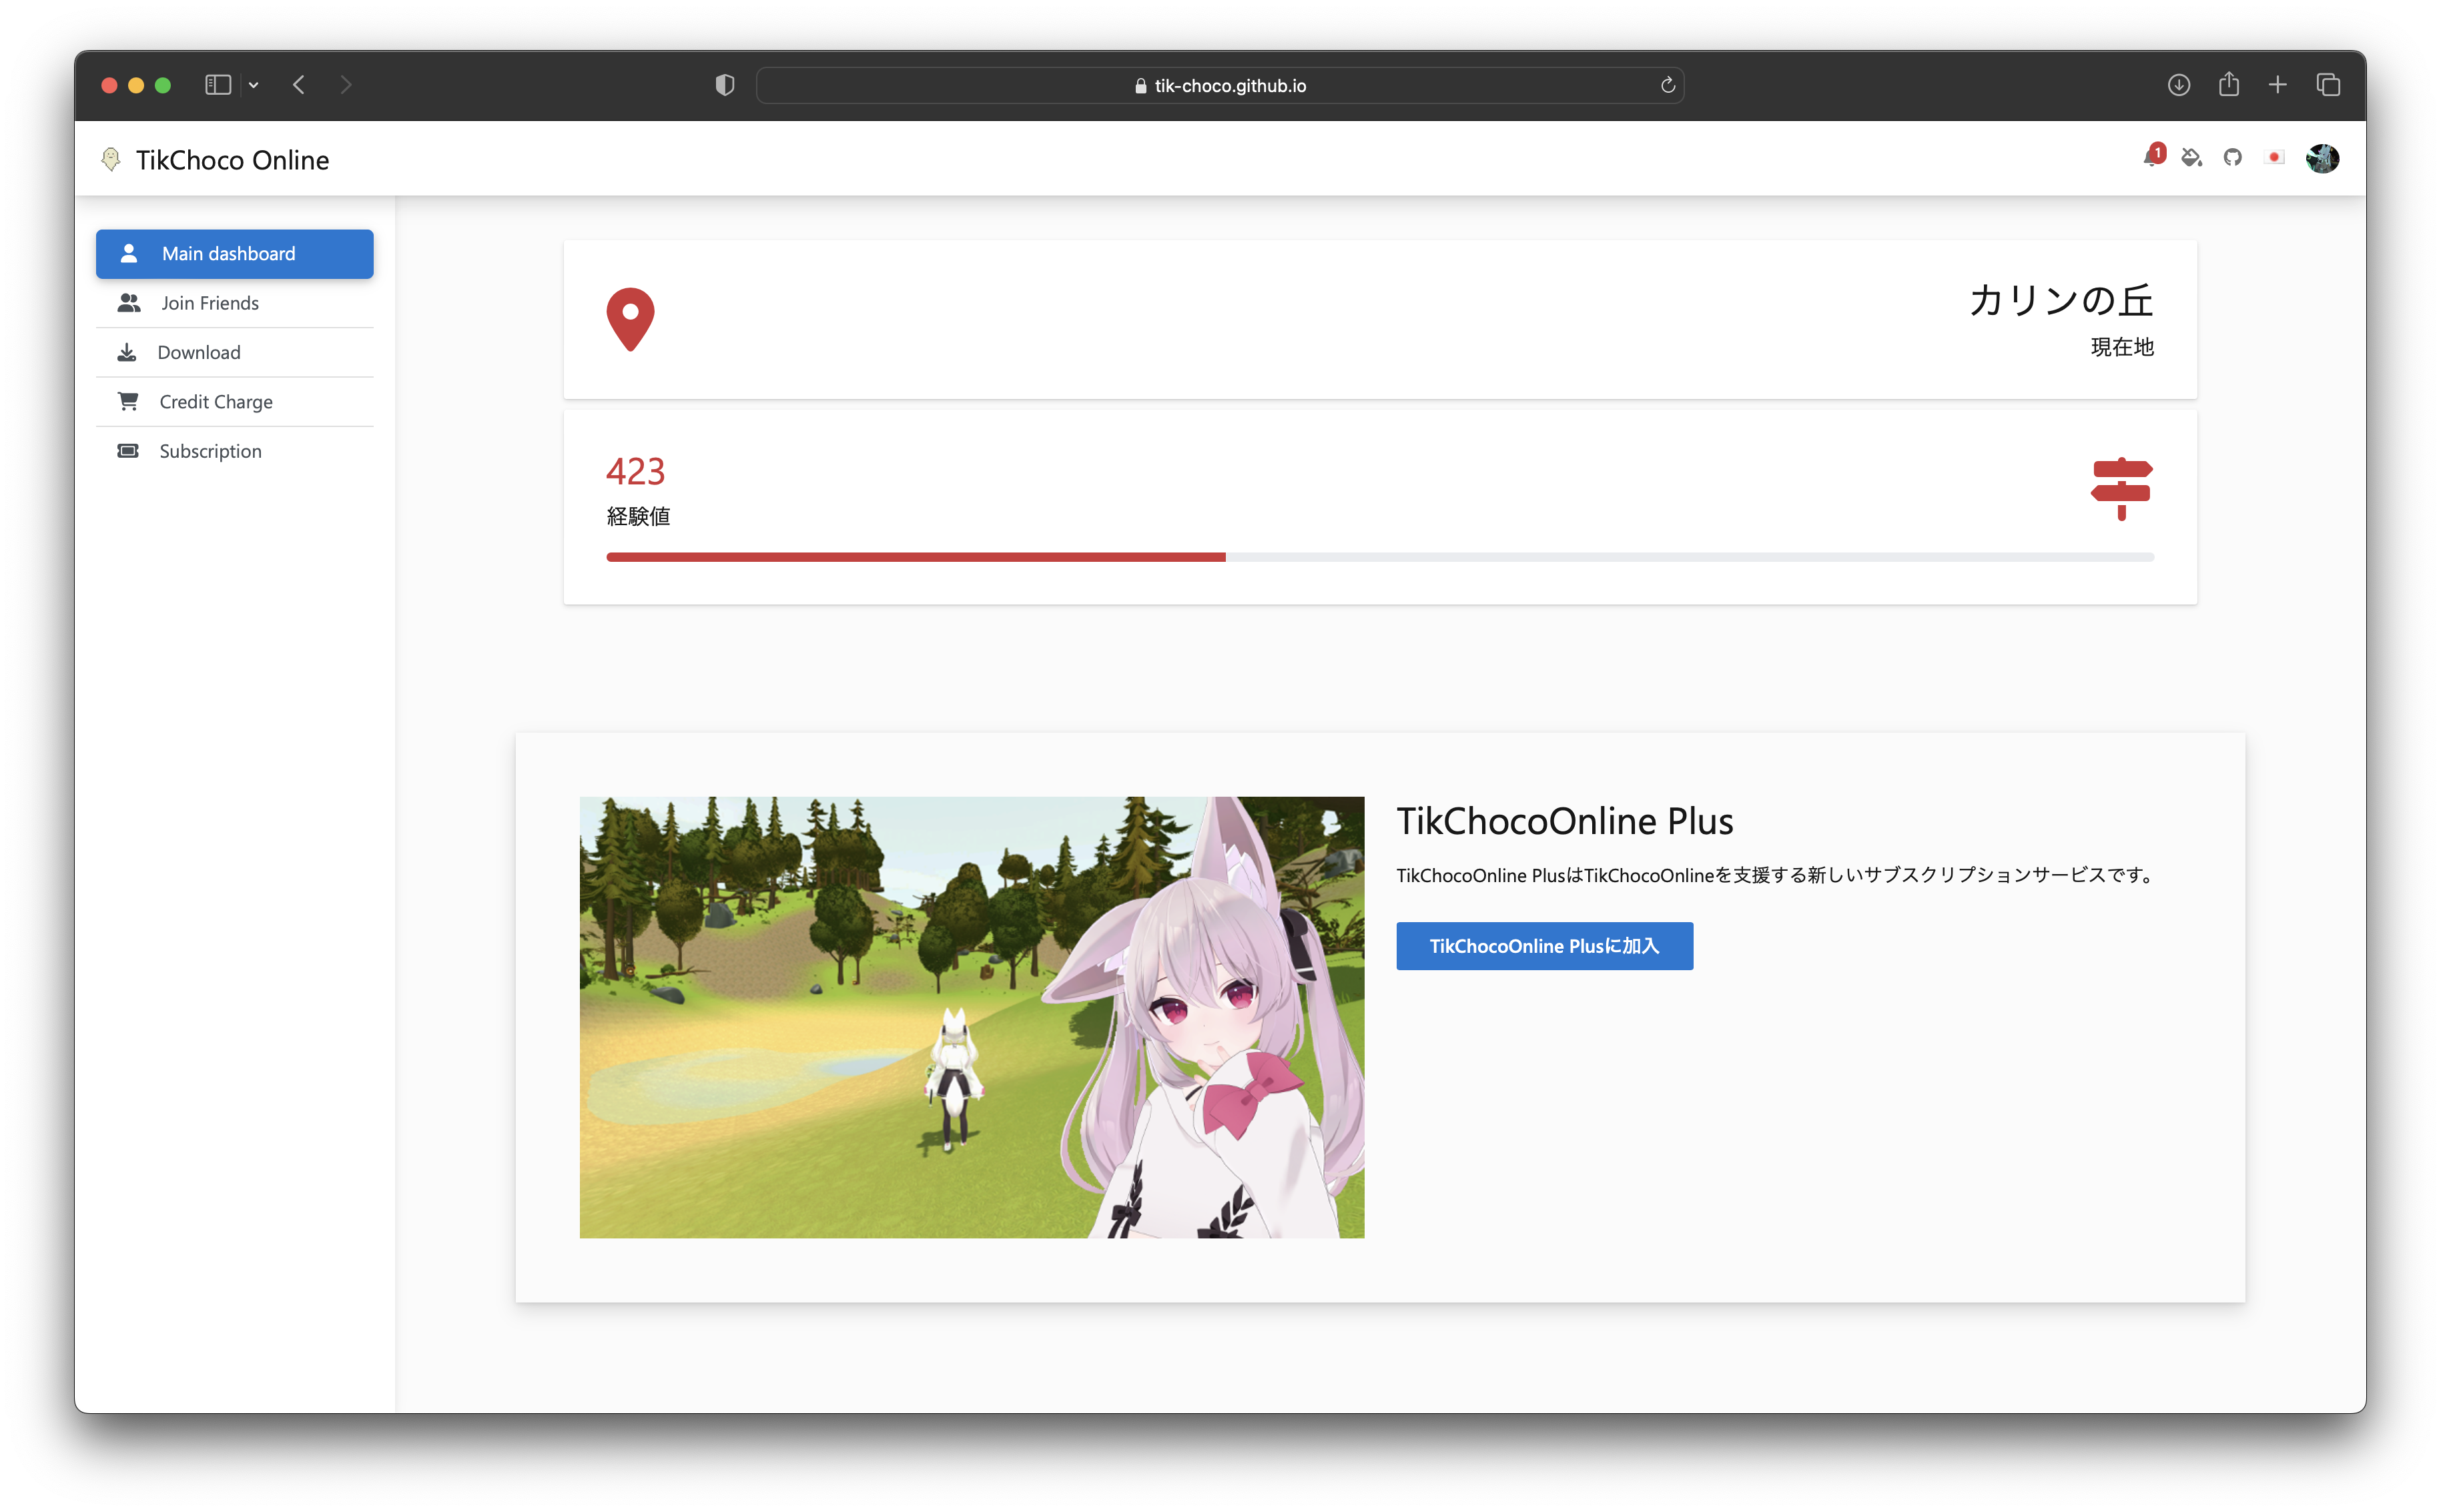 tik-choco.github.io
TikChoco Online
1
Main dashboard
Join Friends
Download
Credit Charge
Subscription
カリンの丘
現在地
423
経験値
TikChocoOnline Plus
TikChocoOnline PlusはTikChocoOnlineを支援する新しいサブスクリプションサービスです。
TikChocoOnline Plusに加入